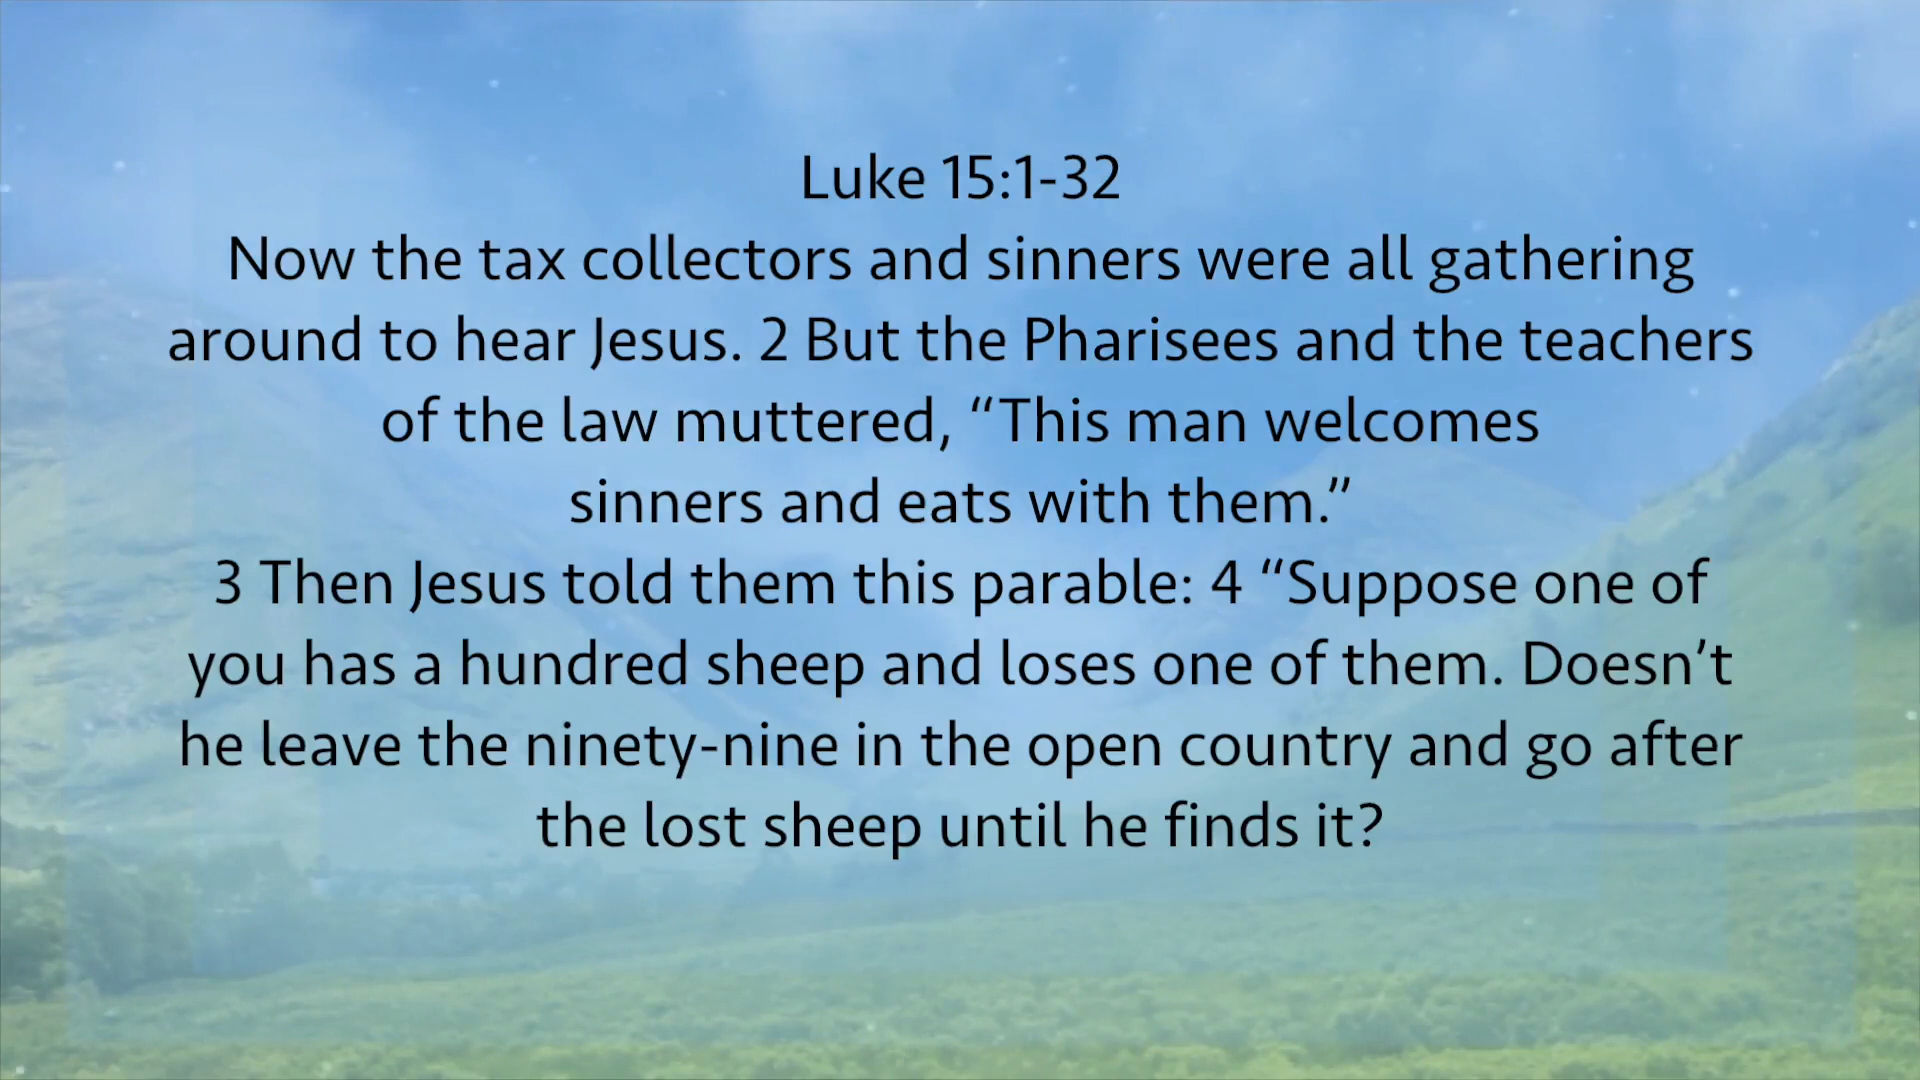 Luke 15:1-32
Now the tax collectors and sinners were all gathering
around to hear Jesus. 2 But the Pharisees and the teachers
of the law muttered, “This man welcomes
sinners and eats with them.”
3 Then Jesus told them this parable: 4 “Suppose one of
you has a hundred sheep and loses one of them. Doesn’t
he leave the ninety-nine in the open country and go after
the lost sheep until he finds it?